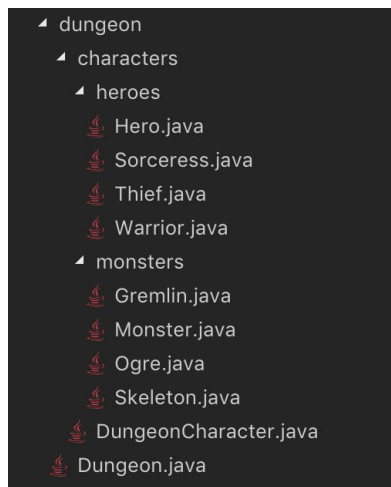 dungeon
characters
heroes
Hero.java
Sorceress.java
Thief.java
Warrior.java
monsters
Gremlin.java
Monster.java
Ogre.java
Skeleton.java
DungeonCharacter.java
Dungeon.java